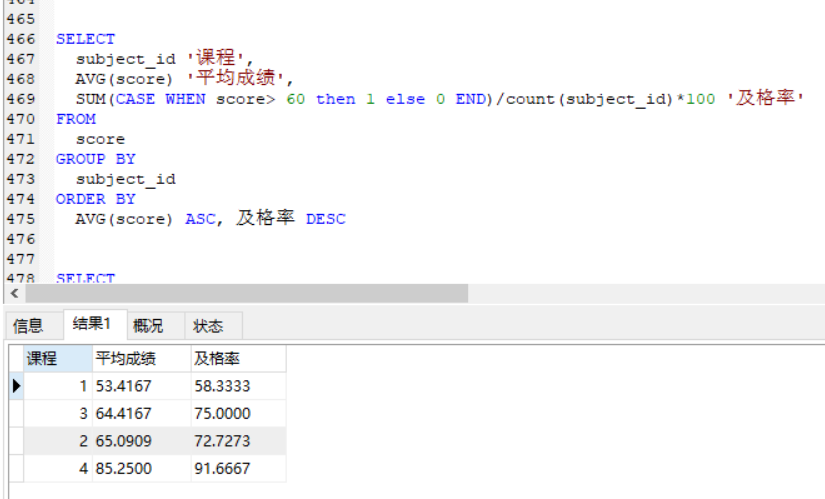 464
465
466 SELECT
467 subject_id '课程',
468 AVG(score) '平均成绩',
469 SUM(CASE WHEN score> 60 then 1 else 0 END)/count(subject_id)*100 '及格率'
470 FROM
471 score
472 GROUP BY
473 subject_id
474 ORDER BY
475 AVG(score) ASC, 及格率 DESC
476
477
478 SELECT
信息 结果1 概况 状态
课程 平均成绩 及格率
1 53.4167 58.3333
3 64.4167 75.0000
2 65.0909 72.7273
4 85.2500 91.6667